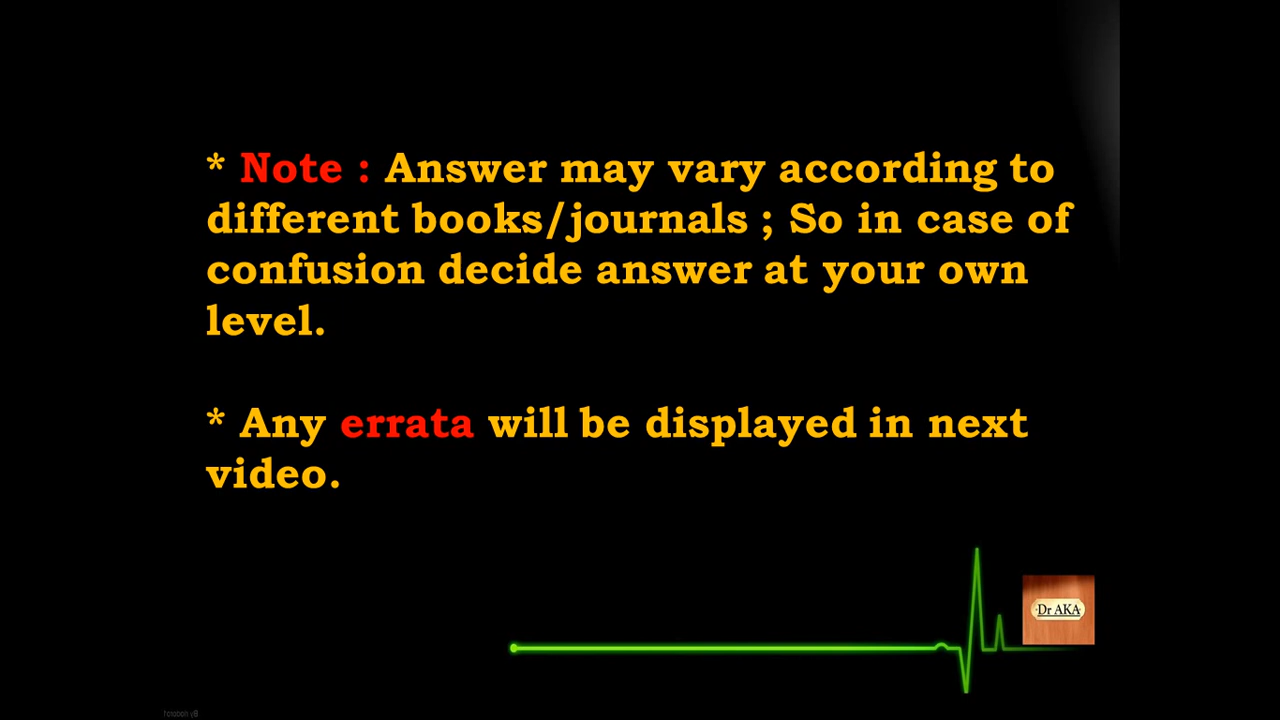 * Note : Answer may vary according to
different books/journals ; So in case of
confusion decide answer at your own
level.
* Any errata will be displayed in next
video.
Dr AKA